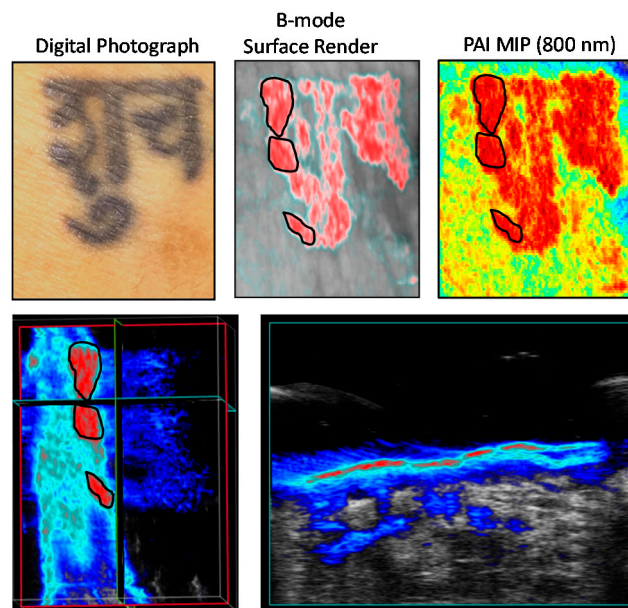 Digital Photograph
B-mode
Surface Render
PAI MIP (800 nm)